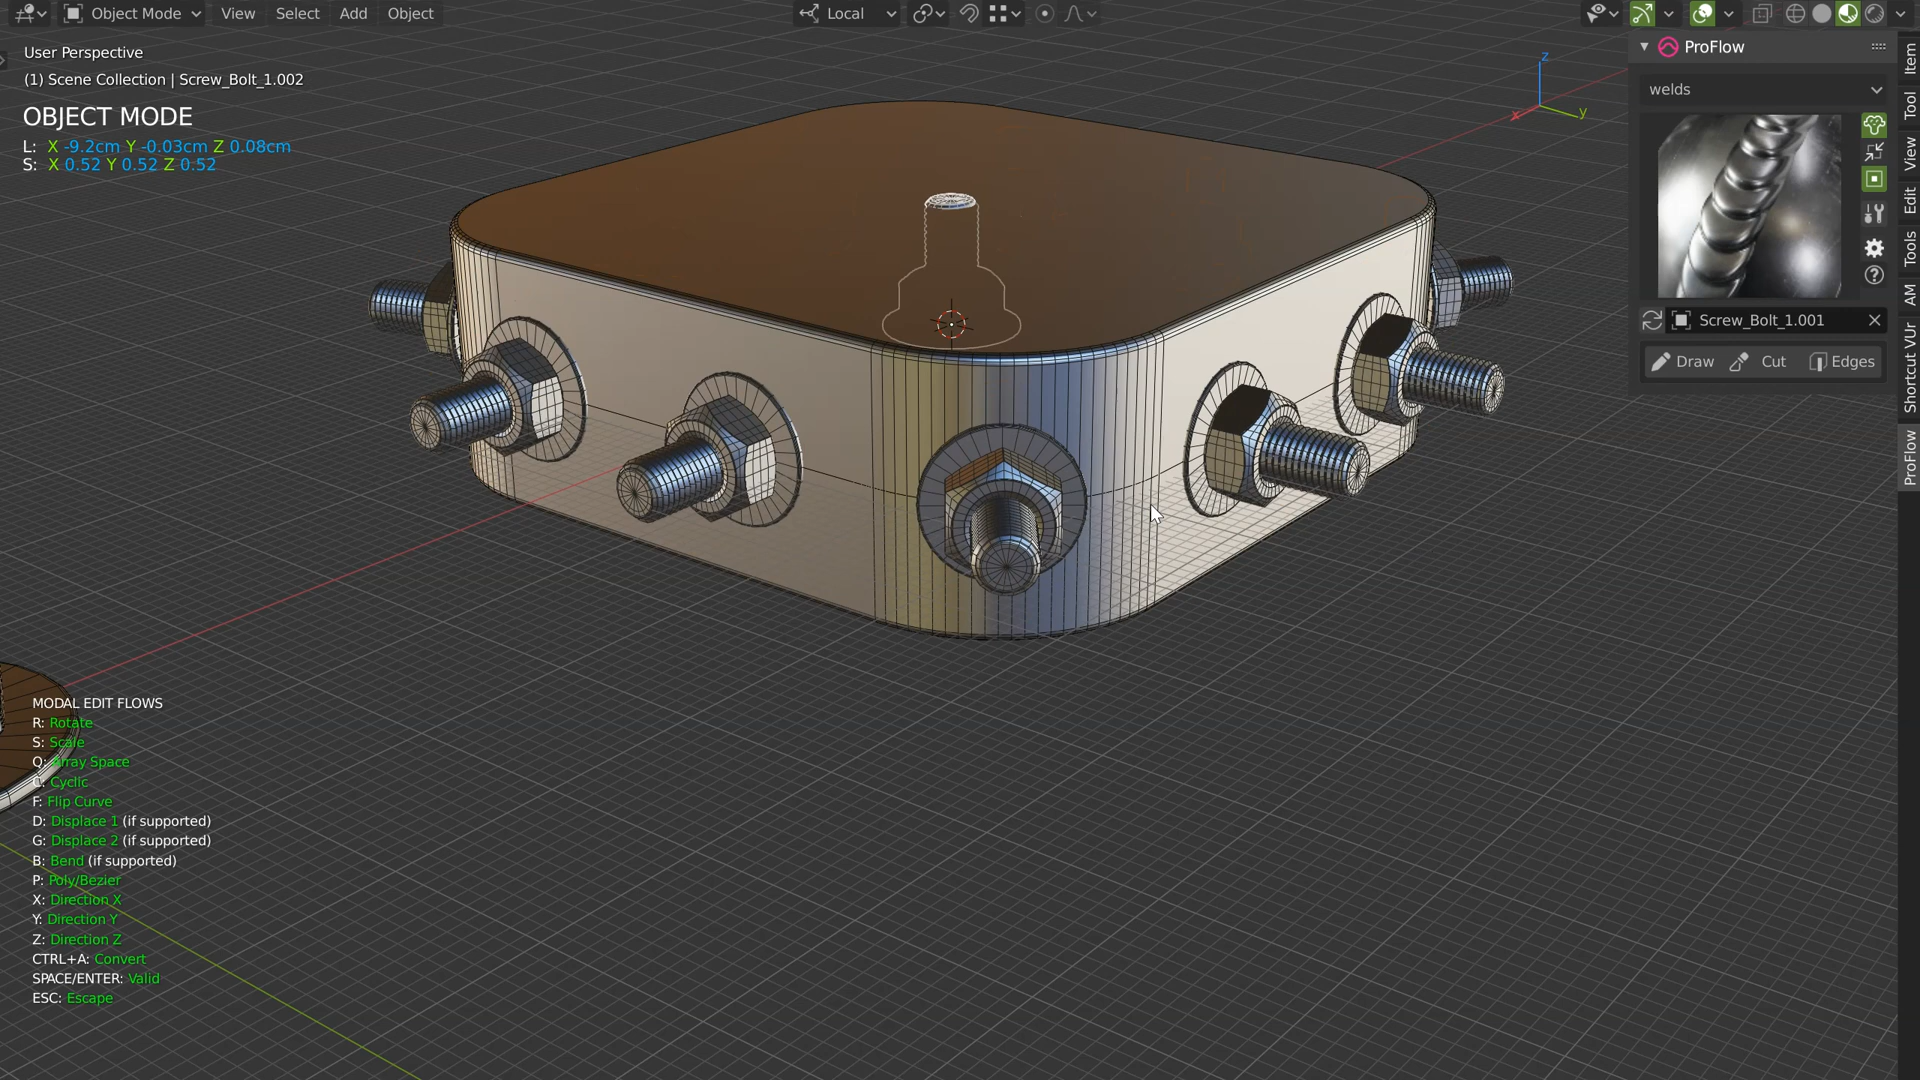 Object Mode
View
Select
Add
Object
Local
User Perspective
(1) Scene Collection | Screw_Bolt_1.002
OBJECT MODE
L: X -9.2cm Y -0.03cm Z 0.08cm
S: X 0.52 Y 0.52 Z 0.52
z
x
y
ProFlow
welds
Screw_Bolt_1.001
Draw
Cut
Edges
Item
Tool
View
Edit
Tools
AM
Shortcut VUr
ProFlow
MODAL EDIT FLOWS
R: Rotate
S: Scale
Q: Array Space
C: Cyclic
F: Flip Curve
D: Displace 1 (if supported)
G: Displace 2 (if supported)
B: Bend (if supported)
P: Poly/Bezier
X: Direction X
Y: Direction Y
Z: Direction Z
CTRL+A: Convert
SPACE/ENTER: Valid
ESC: Escape